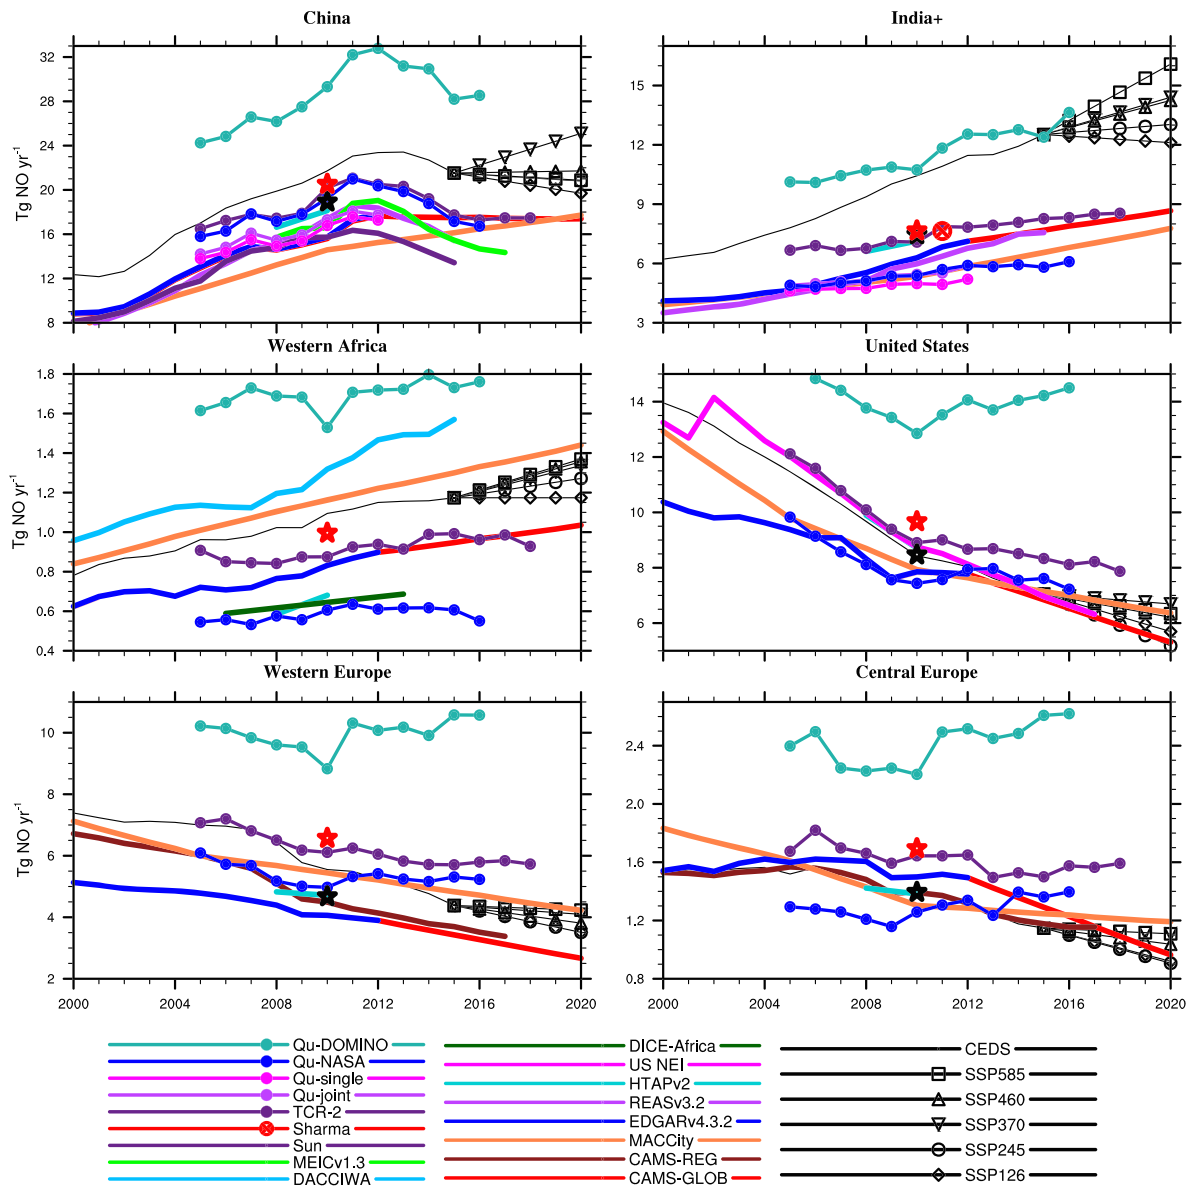 China India+
32
28
24
20
16
12
8
Tg NO yr-1
15
12
9
6
3
Western Africa United States
1.8
1.6
1.4
1.2
1.0
0.8
0.6
0.4
Tg NO yr-1
14
12
10
8
6
Western Europe Central Europe
10
8
6
4
2
Tg NO yr-1
2.4
2.0
1.6
1.2
0.8
2000 2004 2008 2012 2016 2020
2000 2004 2008 2012 2016 2020
Qu-DOMINO
Qu-NASA
Qu-single
Qu-joint
TCR-2
Sharma
Sun
MEICv1.3
DACCIWA
DICE-Africa
US NEI
HTAPv2
REASv3.2
EDGARv4.3.2
MACCity
CAMS-REG
CAMS-GLOB
CEDS
SSP585
SSP460
SSP370
SSP245
SSP126